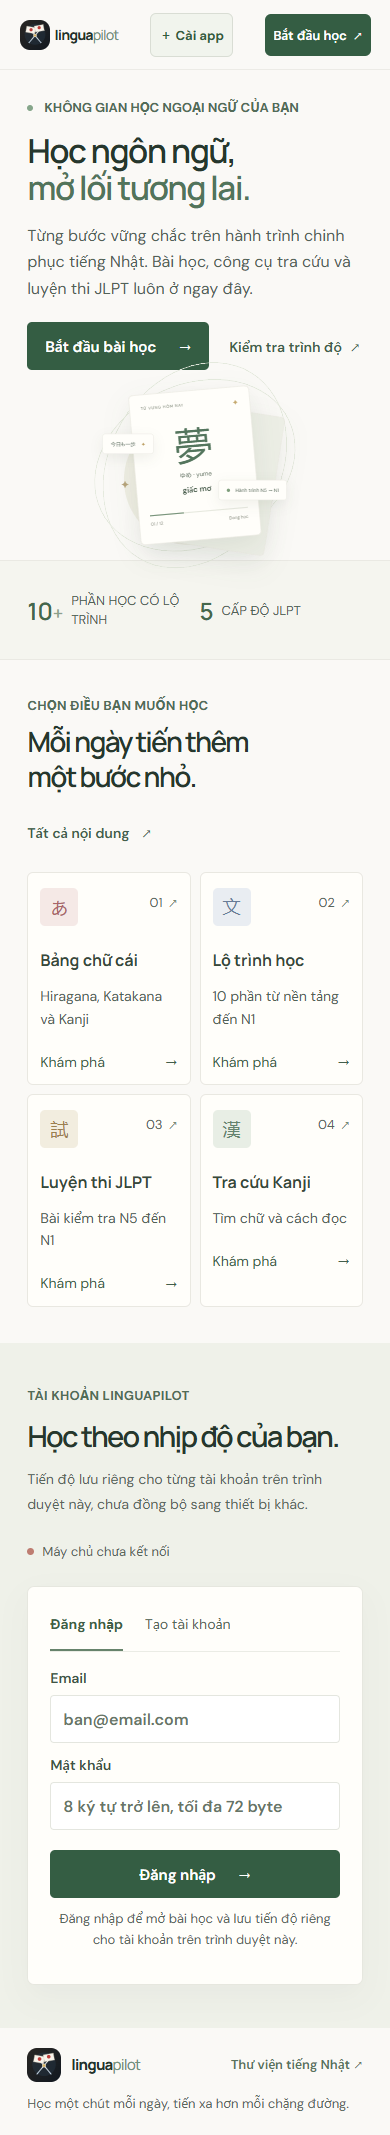 linguapilot
+ Cài app
Bắt đầu học ↗
KHÔNG GIAN HỌC NGOẠI NGỮ CỦA BẠN
Học ngôn ngữ,
mở lối tương lai.
Từng bước vững chắc trên hành trình chinh
phục tiếng Nhật. Bài học, công cụ tra cứu và
luyện thi JLPT luôn ở ngay đây.
Bắt đầu bài học →
Kiểm tra trình độ ↗
TỪ VỰNG HÔM NAY
夢
ゆめ · yume
giấc mơ
Hành trình N5 → N1
10+ PHẦN HỌC CÓ LỘ
TRÌNH
5 CẤP ĐỘ JLPT
CHỌN ĐIỀU BẠN MUỐN HỌC
Mỗi ngày tiến thêm
một bước nhỏ.
Tất cả nội dung ↗
あ 01 ↗
Bảng chữ cái
Hiragana, Katakana
và Kanji
Khám phá →
文 02 ↗
Lộ trình học
10 phần từ nền tảng
đến N1
Khám phá →
試 03 ↗
Luyện thi JLPT
Bài kiểm tra N5 đến
N1
Khám phá →
漢 04 ↗
Tra cứu Kanji
Tìm chữ và cách đọc
Khám phá →
TÀI KHOẢN LINGUAPILOT
Học theo nhịp độ của bạn.
Tiến độ lưu riêng cho từng tài khoản trên trình
duyệt này, chưa đồng bộ sang thiết bị khác.
Máy chủ chưa kết nối
Đăng nhập Tạo tài khoản
Email
ban@email.com
Mật khẩu
8 ký tự trở lên, tối đa 72 byte
Đăng nhập →
Đăng nhập để mở bài học và lưu tiến độ riêng
cho tài khoản trên trình duyệt này.
linguapilot
Thư viện tiếng Nhật ↗
Học một chút mỗi ngày, tiến xa hơn mỗi chặng đường.